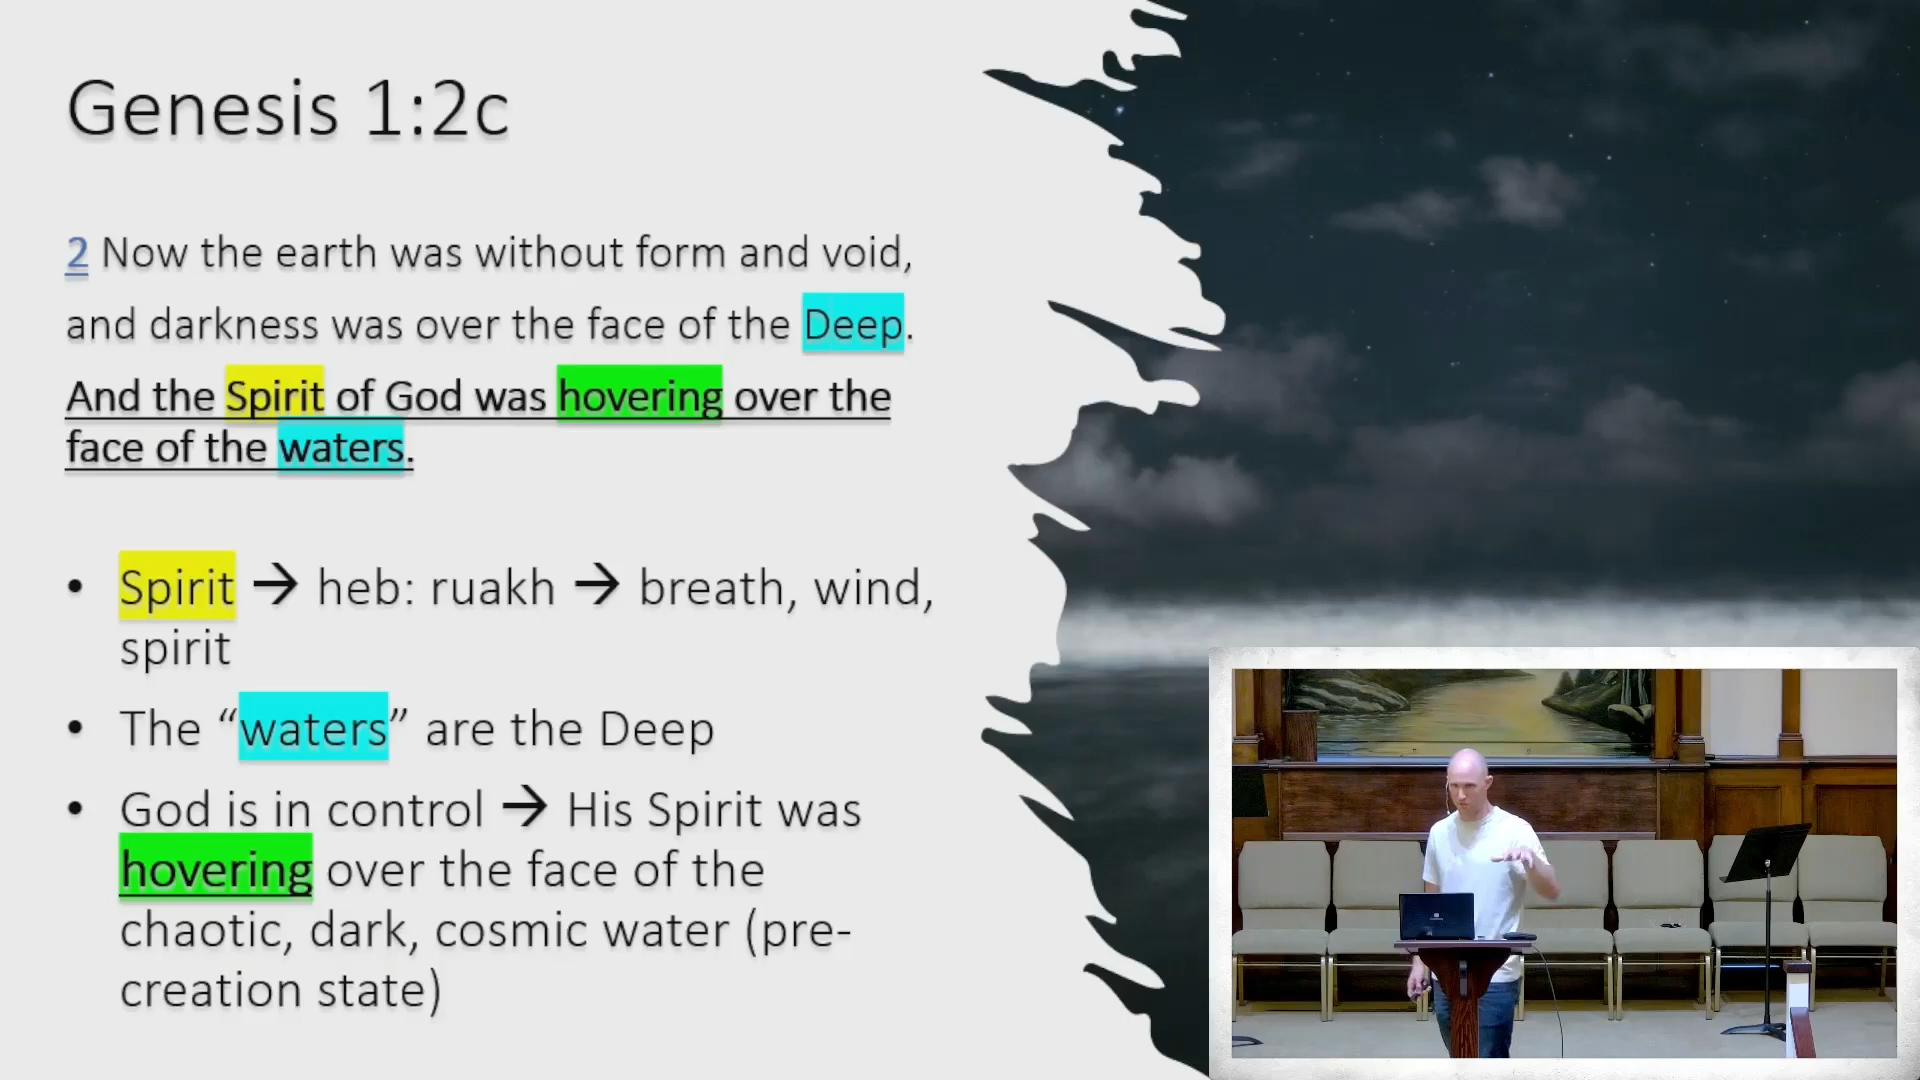 Genesis 1:2c
2 Now the earth was without form and void,
and darkness was over the face of the Deep.
And the Spirit of God was hovering over the
face of the waters.
• Spirit → heb: ruakh → breath, wind,
spirit
• The “waters” are the Deep
• God is in control → His Spirit was
hovering over the face of the
chaotic, dark, cosmic water (pre-
creation state)